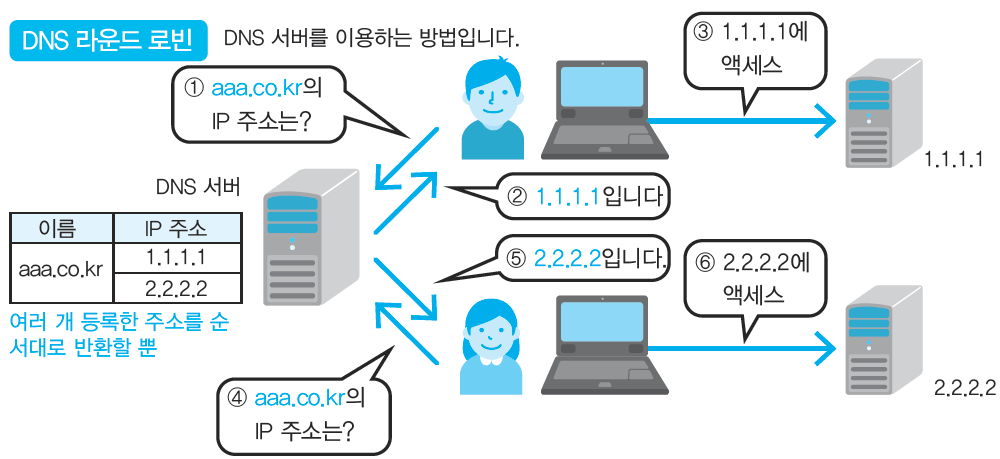 DNS 라운드 로빈
DNS 서버를 이용하는 방법입니다.
① aaa.co.kr의
IP 주소는?
③ 1.1.1.1에
액세스
1.1.1.1
② 1.1.1.1입니다
DNS 서버
이름 IP 주소
aaa.co.kr 1.1.1.1
2.2.2.2
여러 개 등록한 주소를 순
서대로 반환할 뿐
⑤ 2.2.2.2입니다.
⑥ 2.2.2.2에
액세스
2.2.2.2
④ aaa.co.kr의
IP 주소는?